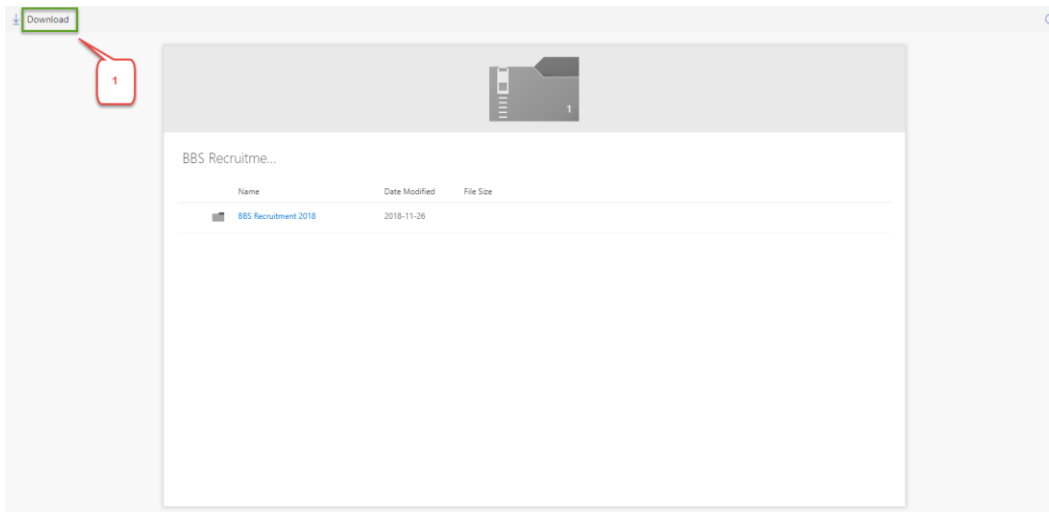 Download
1
1
BBS Recruitme...
Name Date Modified File Size
BBS Recruitment 2018 2018-11-26